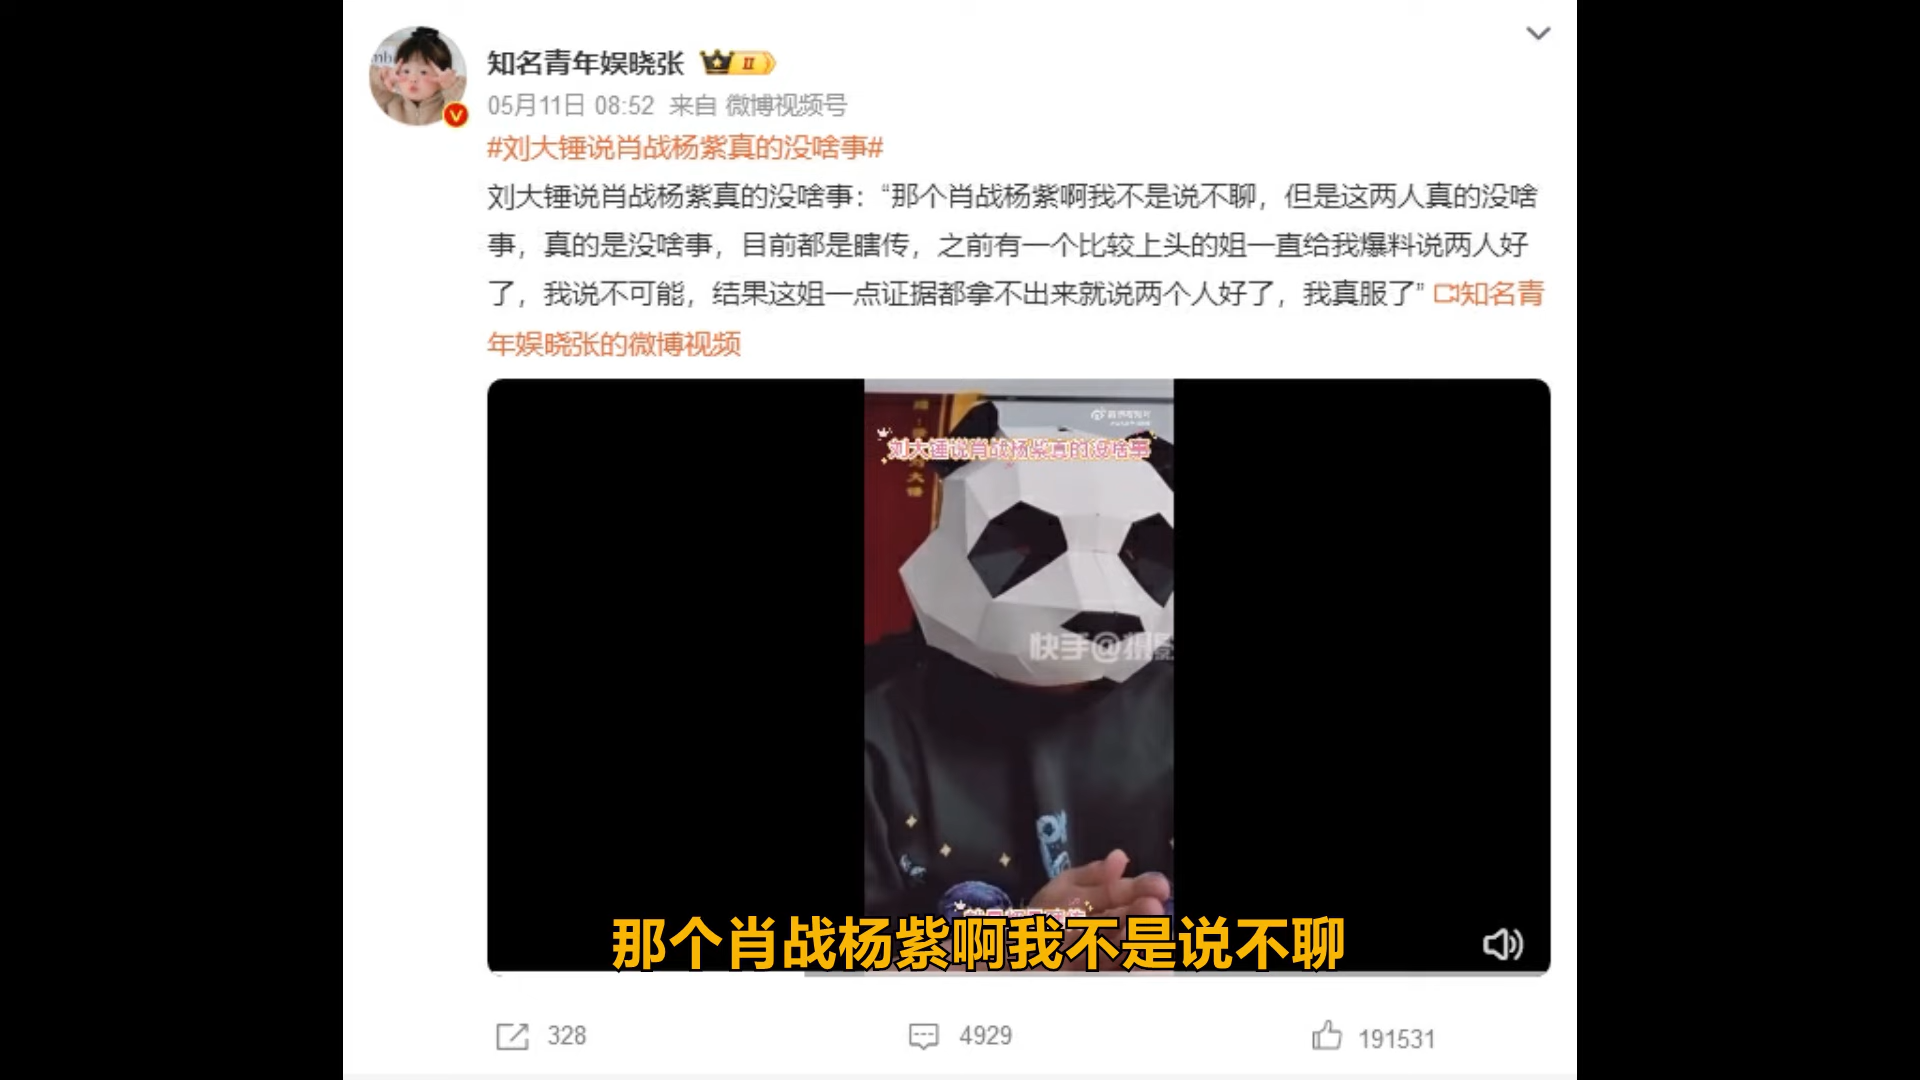 知名青年娱晓张
II
05月11日 08:52 来自 微博视频号
#刘大锤说肖战杨紫真的没啥事#
刘大锤说肖战杨紫真的没啥事：“那个肖战杨紫啊我不是说不聊，但是这两人真的没啥
事，真的是没啥事，目前都是瞎传，之前有一个比较上头的姐一直给我爆料说两人好
了，我说不可能，结果这姐一点证据都拿不出来就说两个人好了，我真服了” 知名青
年娱晓张的微博视频
刘大锤说肖战杨紫真的没啥事
大锤
快手@摄影
那个肖战杨紫啊我不是说不聊
328
4929
191531